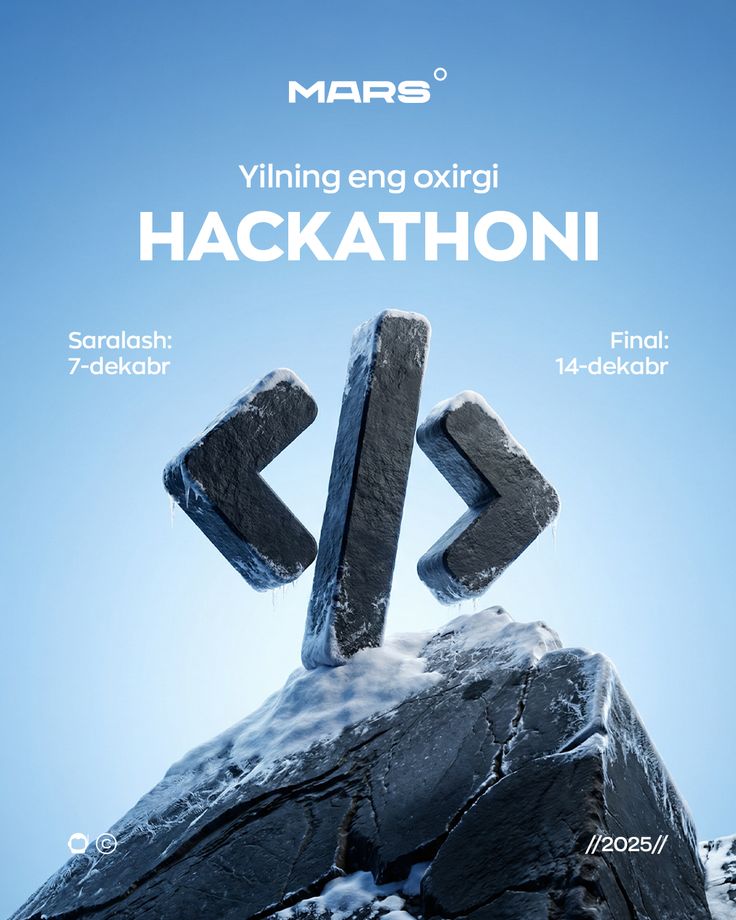 MARS°
Yilning eng oxirgi
HACKATHONI
Saralash:
7-dekabr
Final:
14-dekabr
©
//2025//